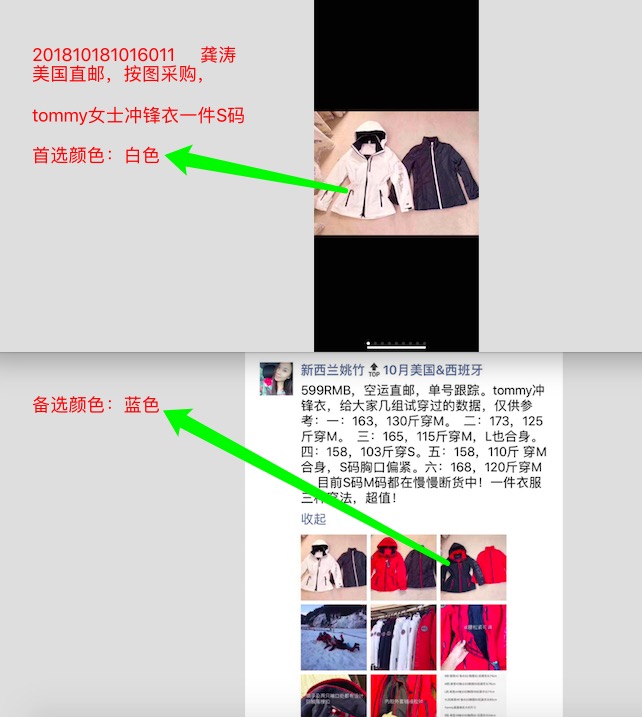 201810181016011 龚涛
美国直邮，按图采购，
tommy女士冲锋衣一件S码
首选颜色：白色
备选颜色：蓝色
新西兰姚竹TOP10月美国&西班牙
599RMB，空运直邮，单号跟踪。tommy冲
锋衣，给大家几组试穿过的数据，仅供参
考：一：163，130斤穿M。 二：173，125
斤穿M。 三：165，115斤穿M，L也合身。
四：158，103斤穿S。五：158，110斤 穿M
合身，S码胸口偏紧。六：168，120斤穿M
。目前S码M码都在慢慢断货中！一件衣服
三种穿法，超值！
收起